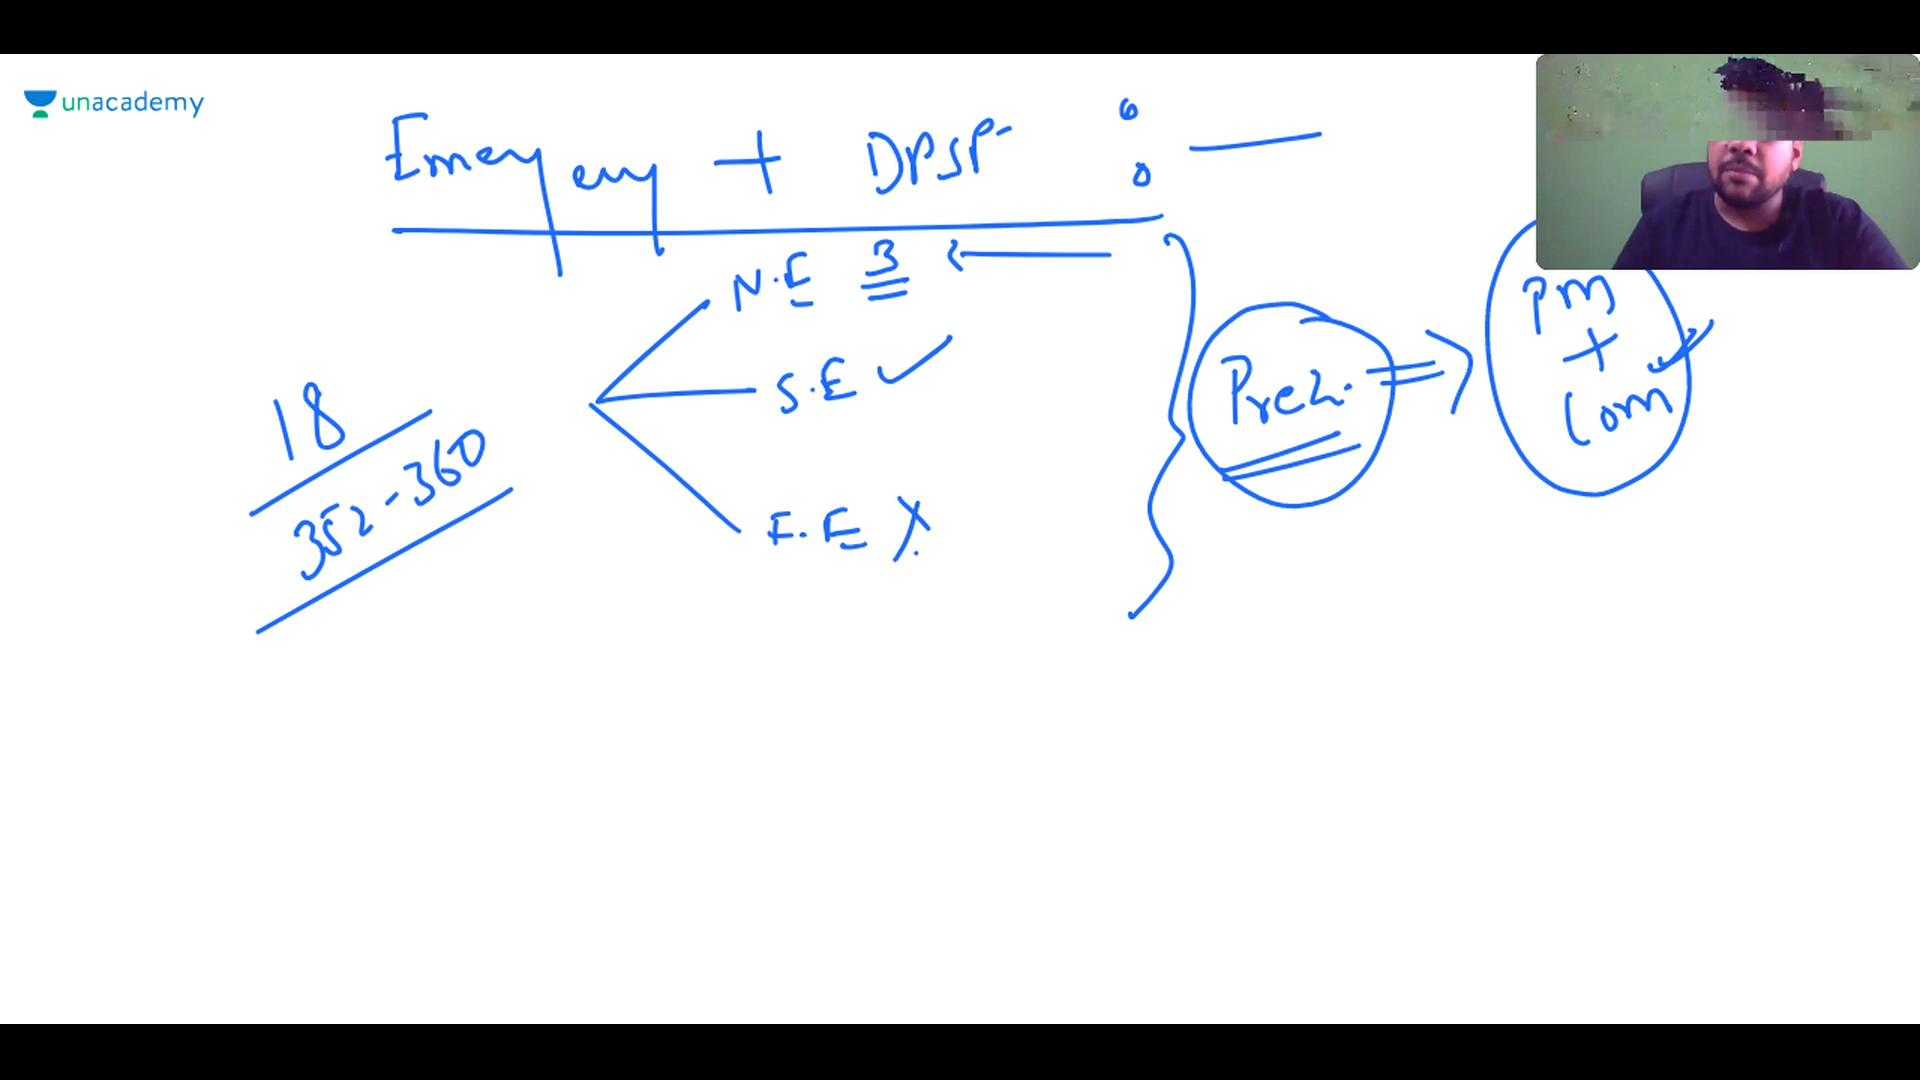 unacademy
Emergency + DPSP :-
N.E 3
S.E ✓
F.E X
18
352-360
Prez.
PM
+
Com